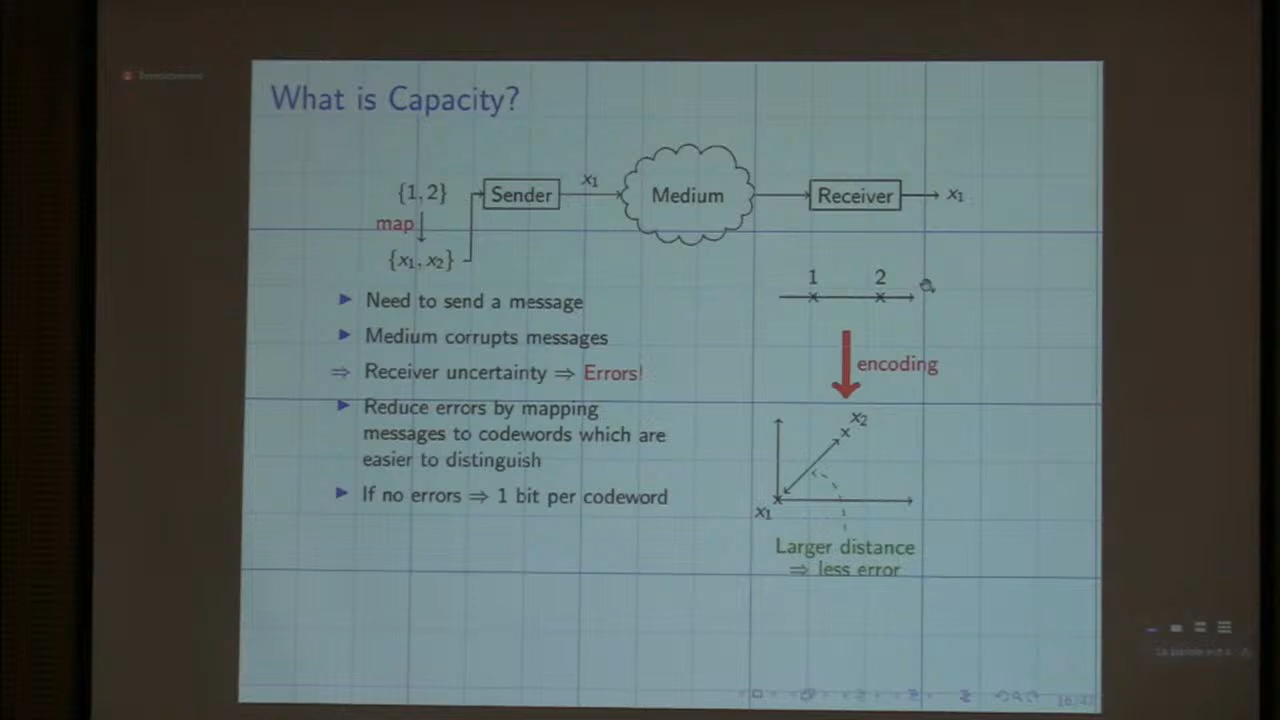 What is Capacity?
{1, 2}
map
{x1, x2}
Sender
x1
Medium
Receiver
x1
▶ Need to send a message
▶ Medium corrupts messages
⇒ Receiver uncertainty ⇒ Errors!
▶ Reduce errors by mapping
messages to codewords which are
easier to distinguish
▶ If no errors ⇒ 1 bit per codeword
1 2
encoding
x2
x1
Larger distance
⇒ less error